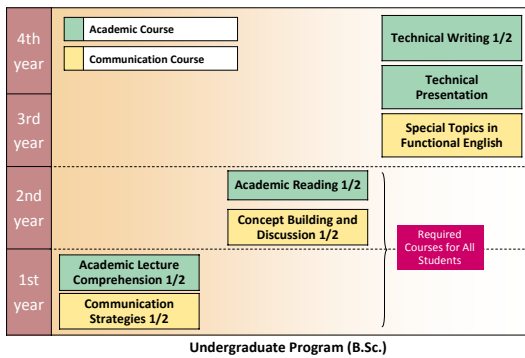 4th
year
Academic Course
Communication Course
Technical Writing 1/2
Technical
Presentation
3rd
year
Special Topics in
Functional English
2nd
year
Academic Reading 1/2
Concept Building and
Discussion 1/2
Required
Courses for All
Students
1st
year
Academic Lecture
Comprehension 1/2
Communication
Strategies 1/2
Undergraduate Program (B.Sc.)